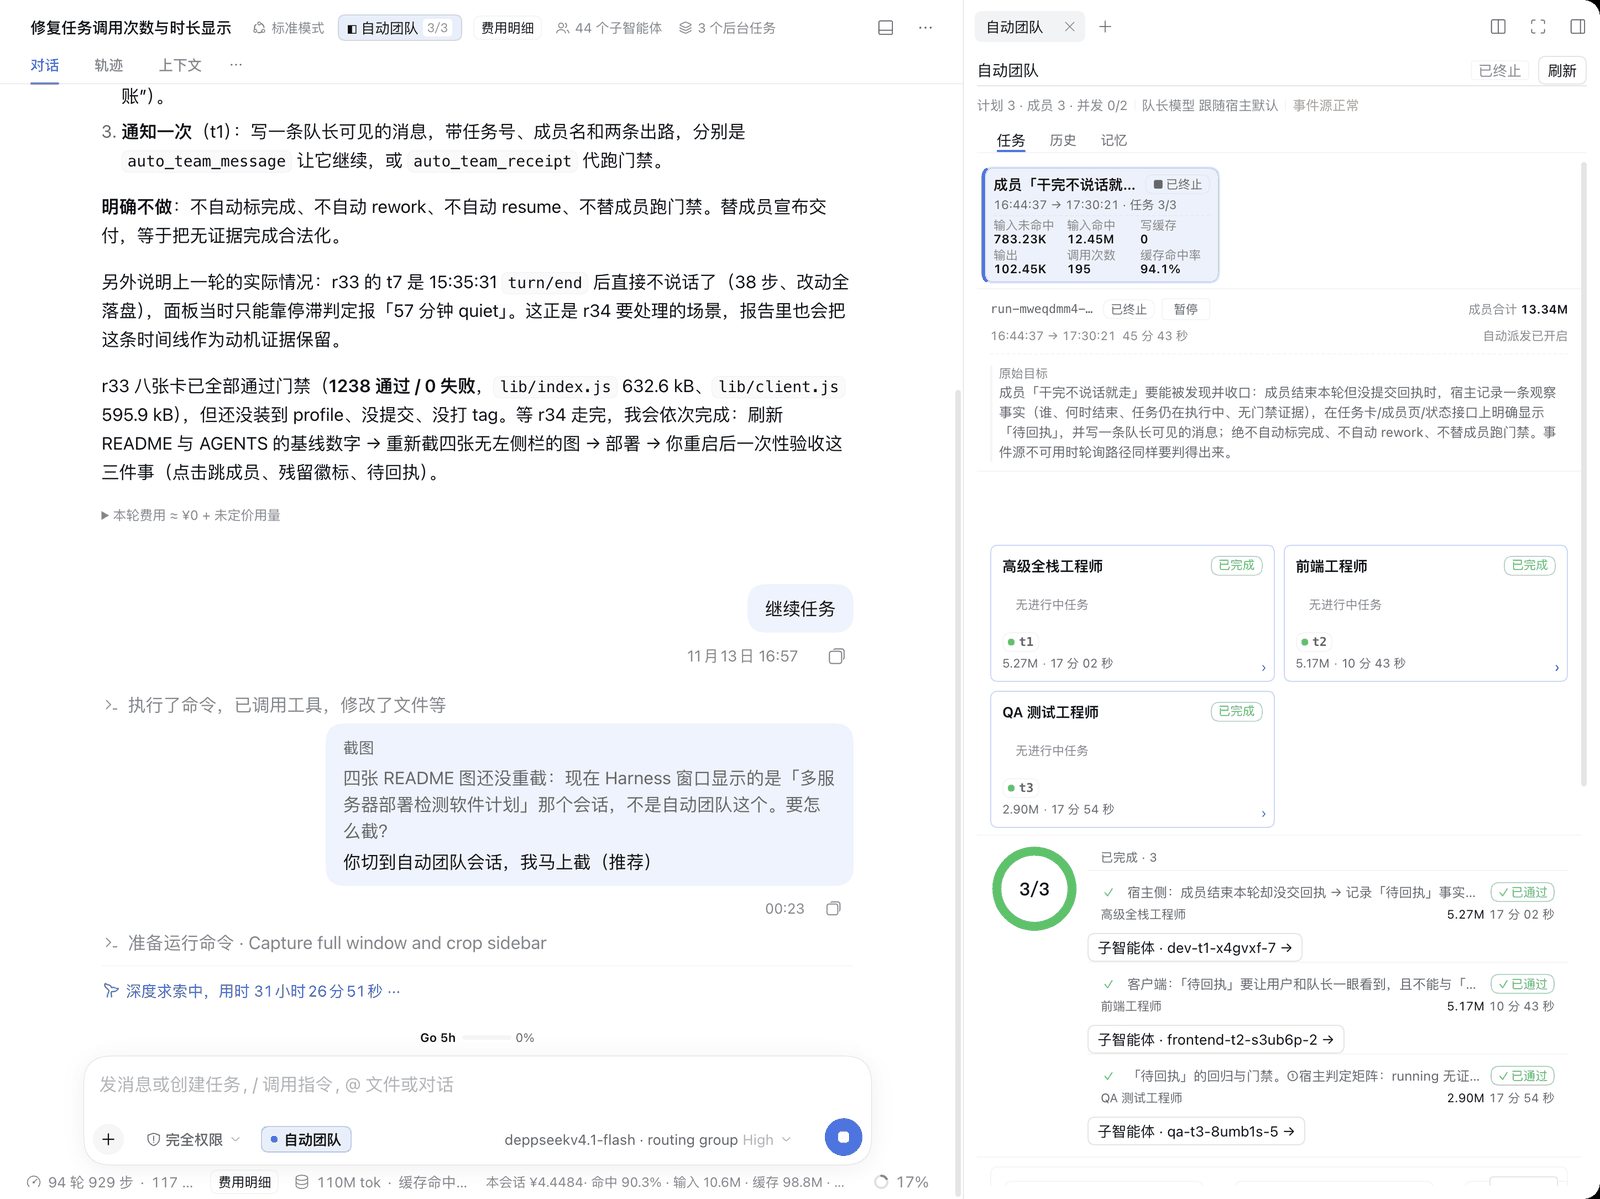 修复任务调用次数与时长显示 标准模式 自动团队 3/3 费用明细 44 个子智能体 3 个后台任务 ···
对话 轨迹 上下文 ···
账”）。
3. 通知一次（t1）：写一条队长可见的消息，带任务号、成员名和两条出路，分别是
auto_team_message 让它继续，或 auto_team_receipt 代跑门禁。
明确不做：不自动标完成、不自动 rework、不自动 resume、不替成员跑门禁。替成员宣布交
付，等于把无证据完成合法化。
另外说明上一轮的实际情况：r33 的 t7 是 15:35:31 turn/end 后直接不说话了（38 步、改动全
落盘），面板当时只能靠停滞判定报「57 分钟 quiet」。这正是 r34 要处理的场景，报告里也会把
这条时间线作为动机证据保留。
r33 八张卡已全部通过门禁（1238 通过 / 0 失败，lib/index.js 632.6 kB、lib/client.js
595.9 kB），但还没装到 profile、没提交、没打 tag。等 r34 走完，我会依次完成：刷新
README 与 AGENTS 的基线数字 → 重新截四张无左侧栏的图 → 部署 → 你重启后一次性验收这
三件事（点击跳成员、残留徽标、待回执）。
本轮费用 ≈ ¥0 + 未定价用量
继续任务
11月13日 16:57
执行了命令，已调用工具，修改了文件等
截图
四张 README 图还没重截：现在 Harness 窗口显示的是「多服
务器部署检测软件计划」那个会话，不是自动团队这个。要怎
么截？
你切到自动团队会话，我马上截（推荐）
00:23
准备运行命令 · Capture full window and crop sidebar
深度求索中，用时 31小时26分51秒 ···
Go 5h 0%
发消息或创建任务, / 调用指令, @ 文件或对话
+ 完全权限 自动团队 deppseekv4.1-flash · routing group High
94 轮 929 步 · 117 ... 费用明细 110M tok · 缓存命中... 本会话 ¥4.4484· 命中 90.3% · 输入 10.6M · 缓存 98.8M · ... 17%
自动团队 × +
自动团队 已终止 刷新
计划 3 · 成员 3 · 并发 0/2 队长模型 跟随宿主默认 事件源正常
任务 历史 记忆
成员「干完不说话就... 已终止
16:44:37 → 17:30:21 · 任务 3/3
输入未命中 输入命中 写缓存
783.23K 12.45M 0
输出 调用次数 缓存命中率
102.45K 195 94.1%
run-mweqdmm4-… 已终止 暂停 成员合计 13.34M
16:44:37 → 17:30:21 45 分 43 秒 自动派发已开启
原始目标
成员「干完不说话就走」要能被发现并收口：成员结束本轮但没提交回执时，宿主记录一条观察
事实（谁、何时结束、任务仍在执行中、无门禁证据），在任务卡/成员页/状态接口上明确显示
「待回执」，并写一条队长可见的消息；绝不自动标完成、不自动 rework、不替成员跑门禁。事
件源不可用时轮询路径同样要判得出来。
高级全栈工程师 已完成
无进行中任务
t1
5.27M · 17 分 02 秒 ›
前端工程师 已完成
无进行中任务
t2
5.17M · 10 分 43 秒 ›
QA 测试工程师 已完成
无进行中任务
t3
2.90M · 17 分 54 秒 ›
3/3
已完成 · 3
✓ 宿主侧：成员结束本轮却没交回执 → 记录「待回执」事实... ✓ 已通过
高级全栈工程师 5.27M 17 分 02 秒
子智能体 · dev-t1-x4gvxf-7 →
✓ 客户端：「待回执」要让用户和队长一眼看到，且不能与「... ✓ 已通过
前端工程师 5.17M 10 分 43 秒
子智能体 · frontend-t2-s3ub6p-2 →
✓ 「待回执」的回归与门禁。①宿主判定矩阵：running 无证... ✓ 已通过
QA 测试工程师 2.90M 17 分 54 秒
子智能体 · qa-t3-8umb1s-5 →